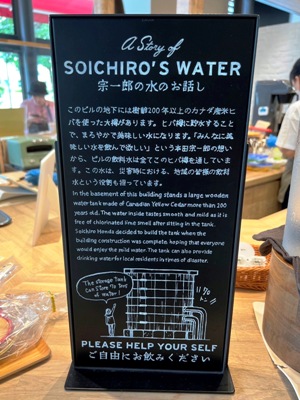 A Story of
SOICHIRO'S WATER
宗一郎の水のお話し
このビルの地下には樹齢200年以上のカナダ産米ヒ
バを使った大樽があります。ヒバ樽に貯水すること
で、まろやかで美味しい水になります。「みんなに美
味しい水を飲んで欲しい」という本田宗一郎の想い
から、ビルの飲料水は全てこのヒバ樽を通していま
す。この水は、災害時における、地域の皆様の飲料
水という役割も担っています。
In the basement of this building stands a large wooden
water tank made of Canadian Yellow Cedar more than 200
years old. The water inside tastes smooth and mild as it is
free of chlorinated lime smell after sitting in the tank.
Soichiro Honda decided to build the tank when the
building construction was complete, hoping that everyone
would enjoy the mild water. The tank can also provide
drinking water for local residents in times of disaster.
The Storage Tank
Can Store
of water!
トン
PLEASE HELP YOUR SELF
ご自由にお飲みください